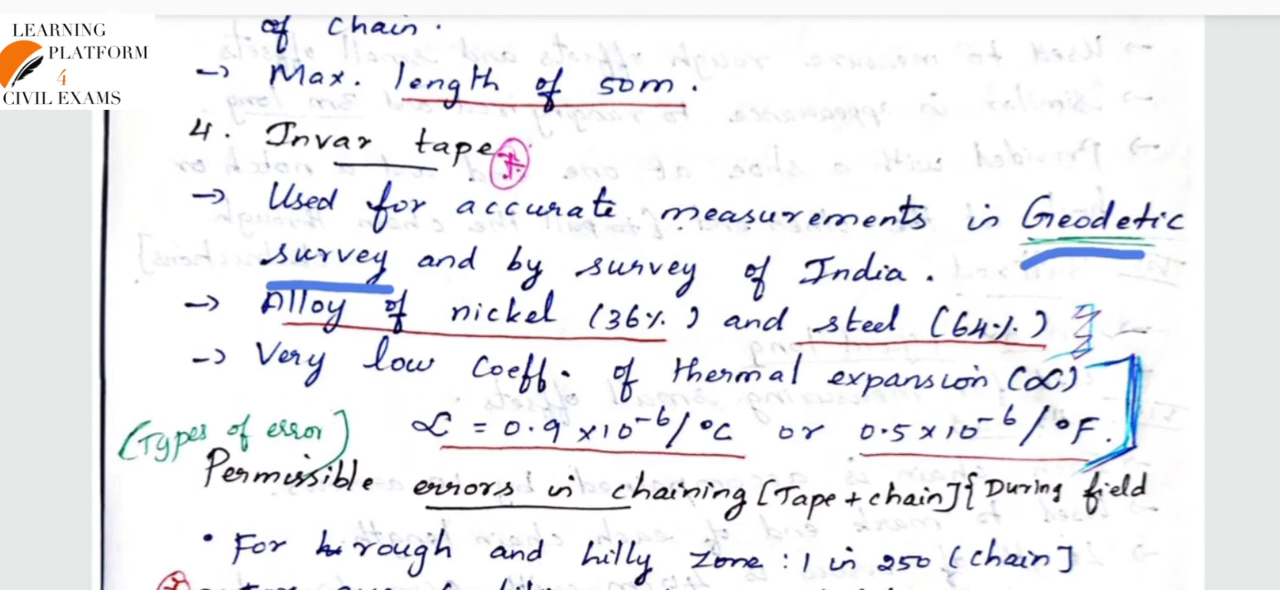 LEARNING
PLATFORM
4
CIVIL EXAMS
of chain.
→ Max. length of 50m.
4. Invar tape
→ Used for accurate measurements in Geodetic
survey and by survey of India.
→ Alloy of nickel (36%) and steel (64%)
→ Very low coeff. of thermal expansion (α)
α = 0.9 x10⁻⁶/°C or 0.5x10⁻⁶/°F.
(Types of error)
Permissible errors in chaining [Tape + chain] { During field
• For rough and hilly zone : 1 in 250 (chain]